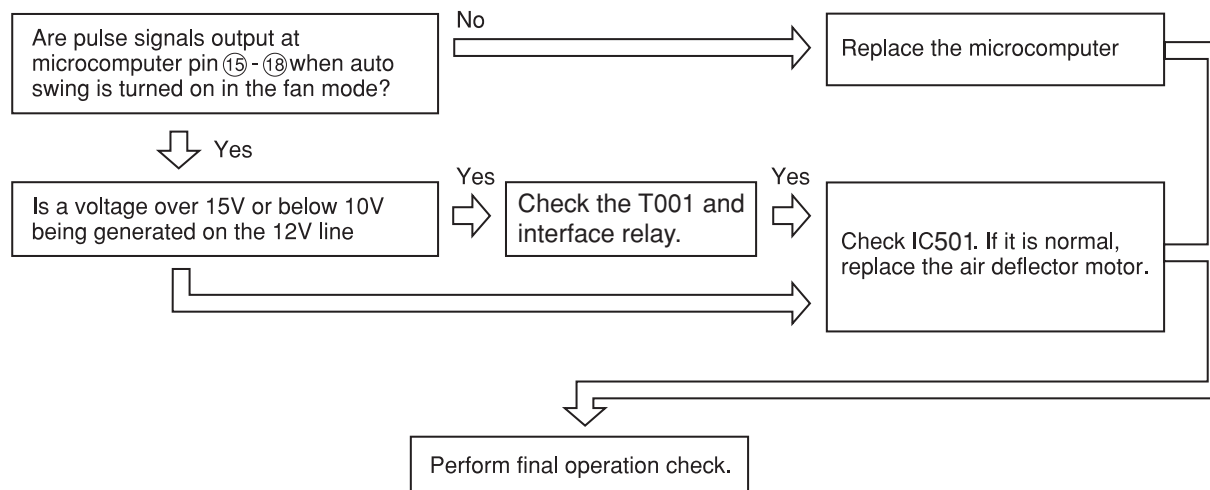 Are pulse signals output at
microcomputer pin ⑮ - ⑱ when auto
swing is turned on in the fan mode?
No
Replace the microcomputer
Yes
Is a voltage over 15V or below 10V
being generated on the 12V line
Yes
Check the T001 and
interface relay.
Yes
Check IC501. If it is normal,
replace the air deflector motor.
Perform final operation check.